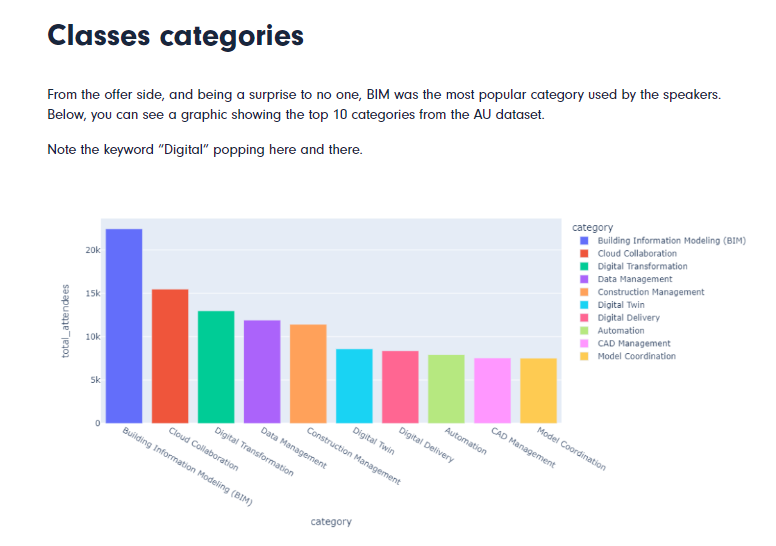 Classes categories
From the offer side, and being a surprise to no one, BIM was the most popular category used by the speakers.
Below, you can see a graphic showing the top 10 categories from the AU dataset.
Note the keyword “Digital” popping here and there.
category
Building Information Modeling (BIM)
Cloud Collaboration
Digital Transformation
Data Management
Construction Management
Digital Twin
Digital Delivery
Automation
CAD Management
Model Coordination
total_attendees
20k
15k
10k
5k
0
Building Information Modeling (BIM)
Cloud Collaboration
Digital Transformation
Data Management
Construction Management
Digital Twin
Digital Delivery
Automation
CAD Management
Model Coordination
category